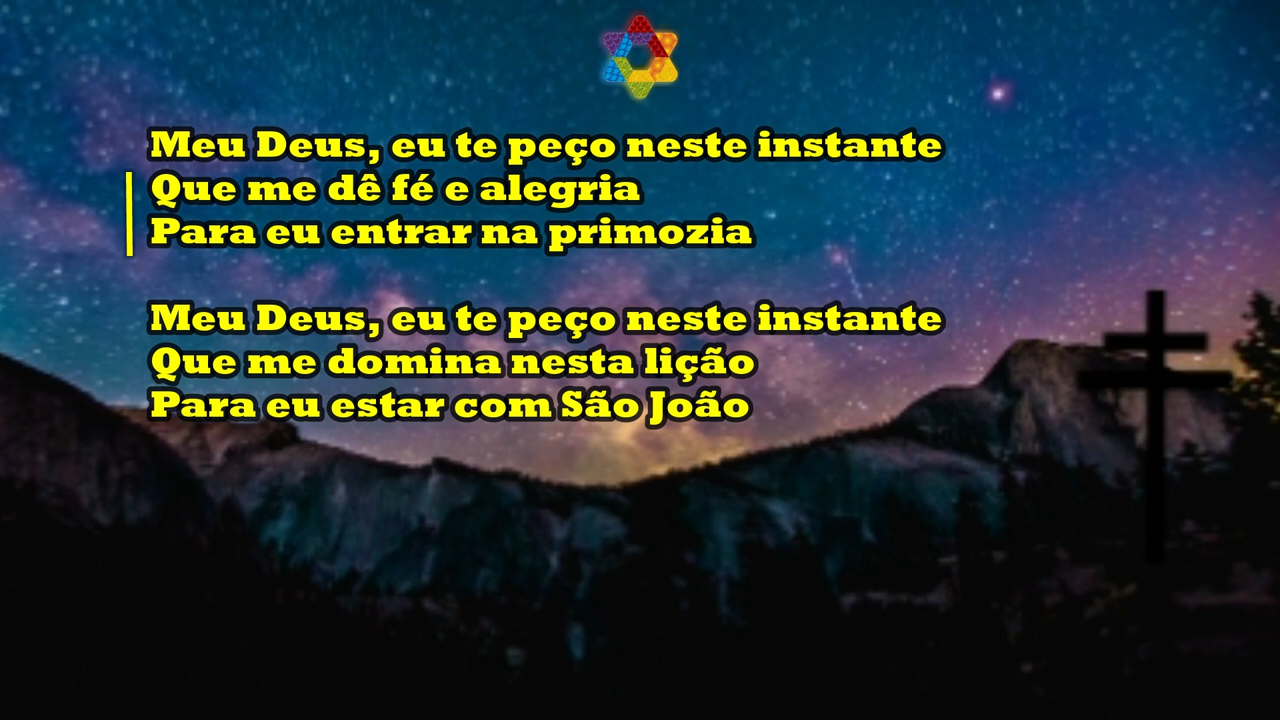 Meu Deus, eu te peço neste instante
Que me dê fé e alegria
Para eu entrar na primozia
Meu Deus, eu te peço neste instante
Que me domina nesta lição
Para eu estar com São João